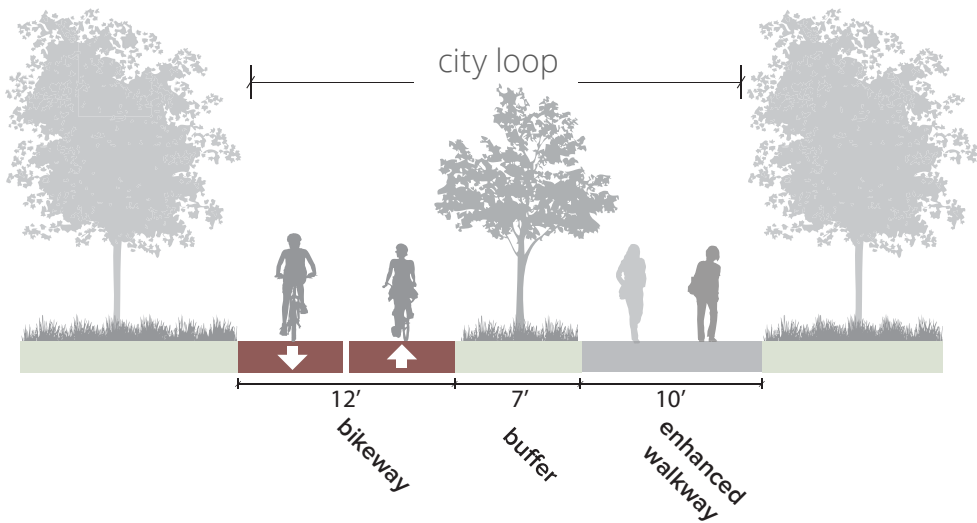 city loop
12’
7’
10’
bikeway
buffer
enhanced
walkway